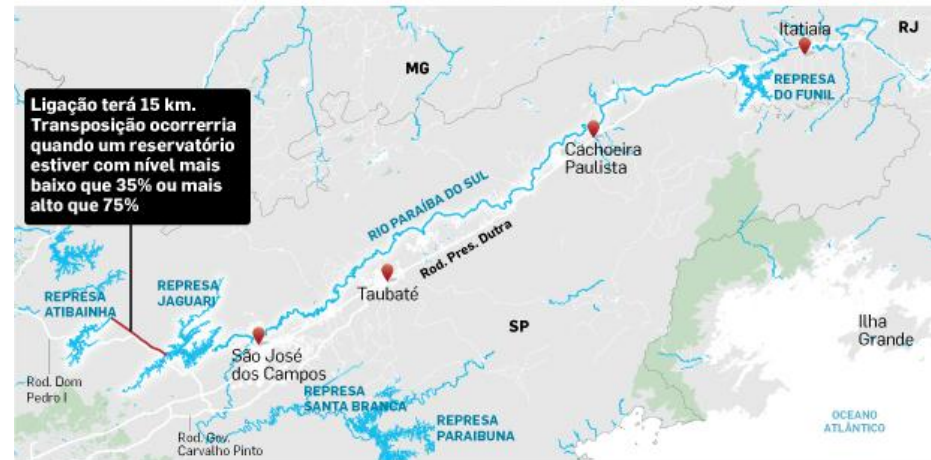 Itatiaia
RJ
MG
REPRESA
DO FUNIL
Ligação terá 15 km.
Transposição ocorrerria
quando um reservatório
estiver com nível mais
baixo que 35% ou mais
alto que 75%
Cachoeira
Paulista
RIO PARAÍBA DO SUL
Rod. Pres. Dutra
REPRESA
JAGUARI
REPRESA
ATIBAINHA
Taubaté
SP
Ilha
Grande
São José
dos Campos
Rod. Dom
Pedro I
REPRESA
SANTA BRANCA
REPRESA
PARAIBUNA
OCEANO
ATLÂNTICO
Rod. Gov.
Carvalho Pinto